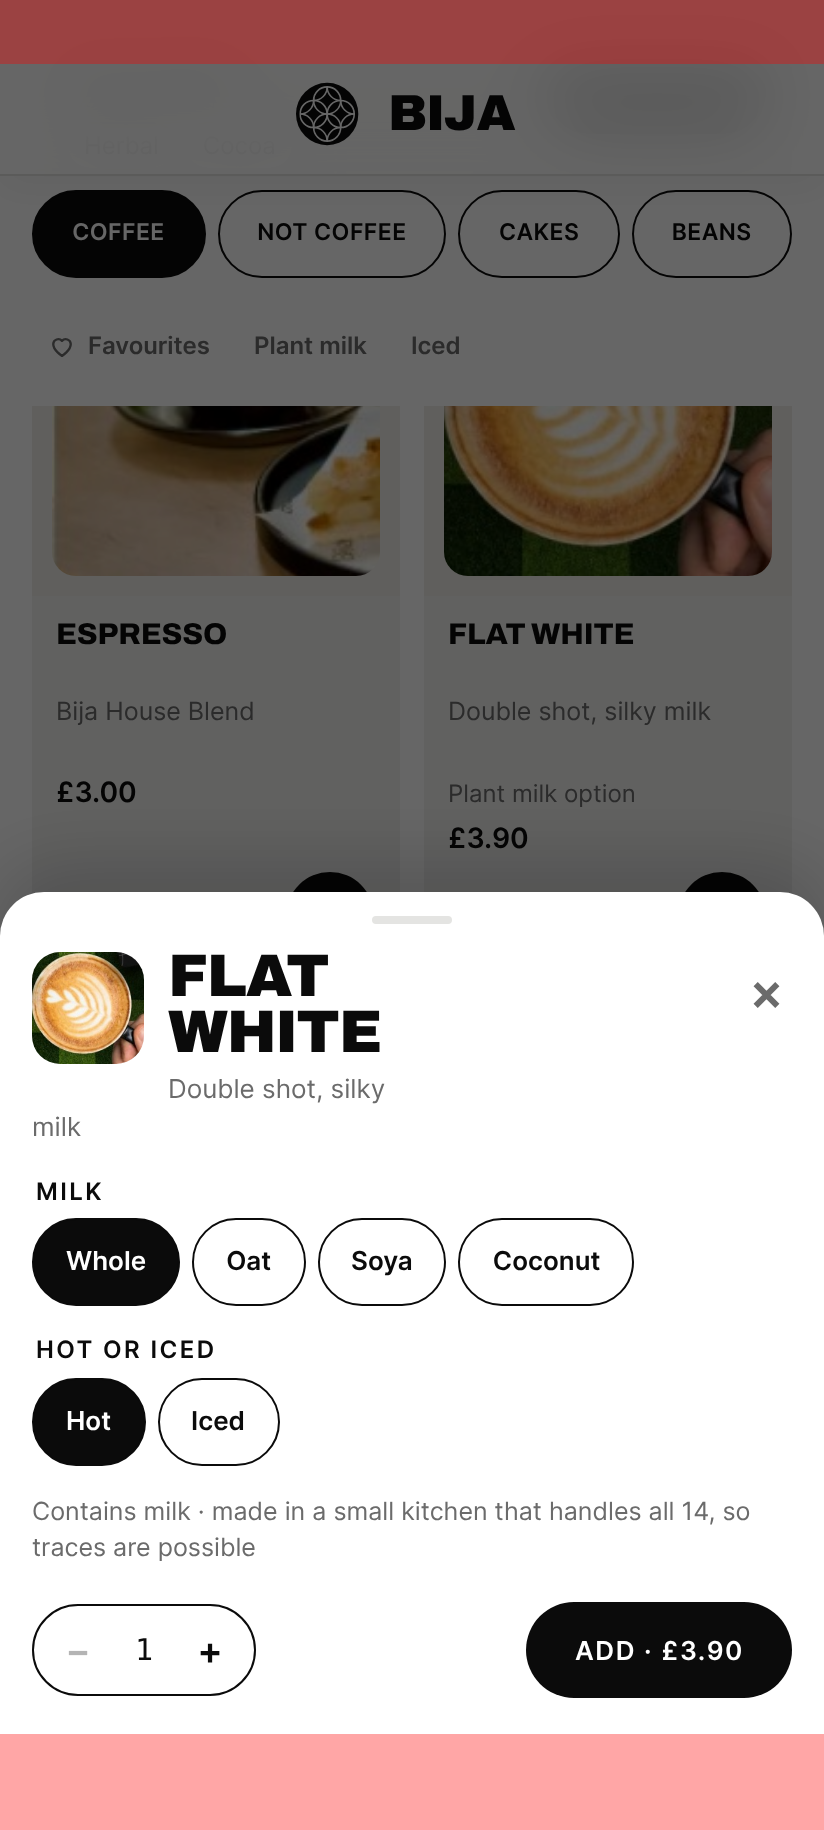 BIJA
Herbal Cocoa
COFFEE NOT COFFEE CAKES BEANS
Favourites Plant milk Iced
ESPRESSO FLAT WHITE
Bija House Blend Double shot, silky milk
£3.00 Plant milk option
£3.90
FLAT
WHITE
×
Double shot, silky
milk
MILK
Whole Oat Soya Coconut
HOT OR ICED
Hot Iced
Contains milk · made in a small kitchen that handles all 14, so
traces are possible
− 1 + ADD · £3.90